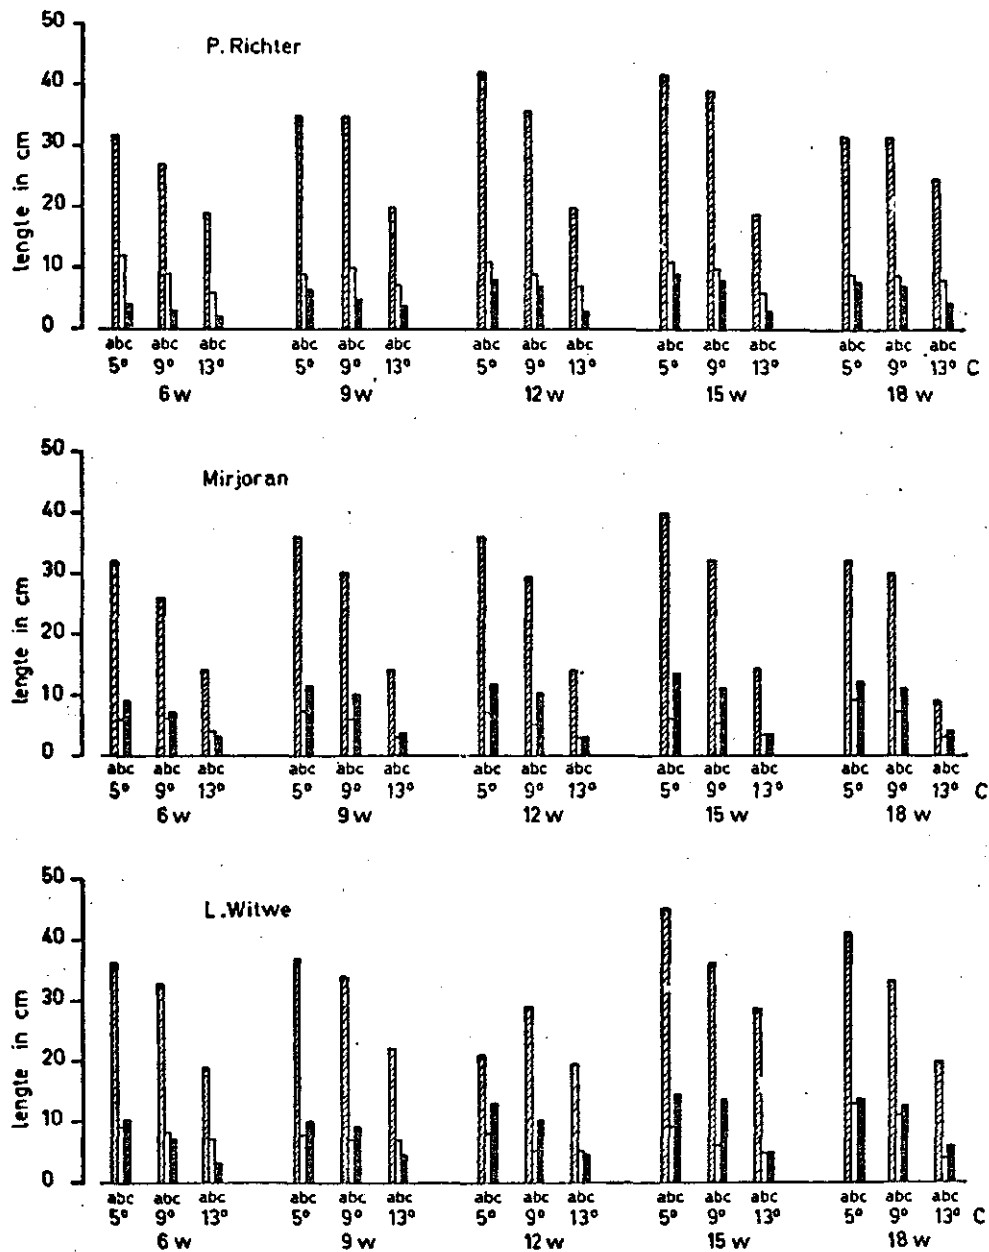 50
P. Richter
40
30
20
10
0
lengte in cm
abc abc abc abc abc abc abc abc abc abc abc abc abc abc abc
5° 9° 13° 5° 9° 13° 5° 9° 13° 5° 9° 13° 5° 9° 13° C
6 w 9 w 12 w 15 w 18 w
50
Mirjoran
40
30
20
10
0
lengte in cm
abc abc abc abc abc abc abc abc abc abc abc abc abc abc abc
5° 9° 13° 5° 9° 13° 5° 9° 13° 5° 9° 13° 5° 9° 13° C
6 w 9 w 12 w 15 w 18 w
50
L. Witwe
40
30
20
10
0
lengte in cm
abc abc abc abc abc abc abc abc abc abc abc abc abc abc abc
5° 9° 13° 5° 9° 13° 5° 9° 13° 5° 9° 13° 5° 9° 13° C
6 w 9 w 12 w 15 w 18 w